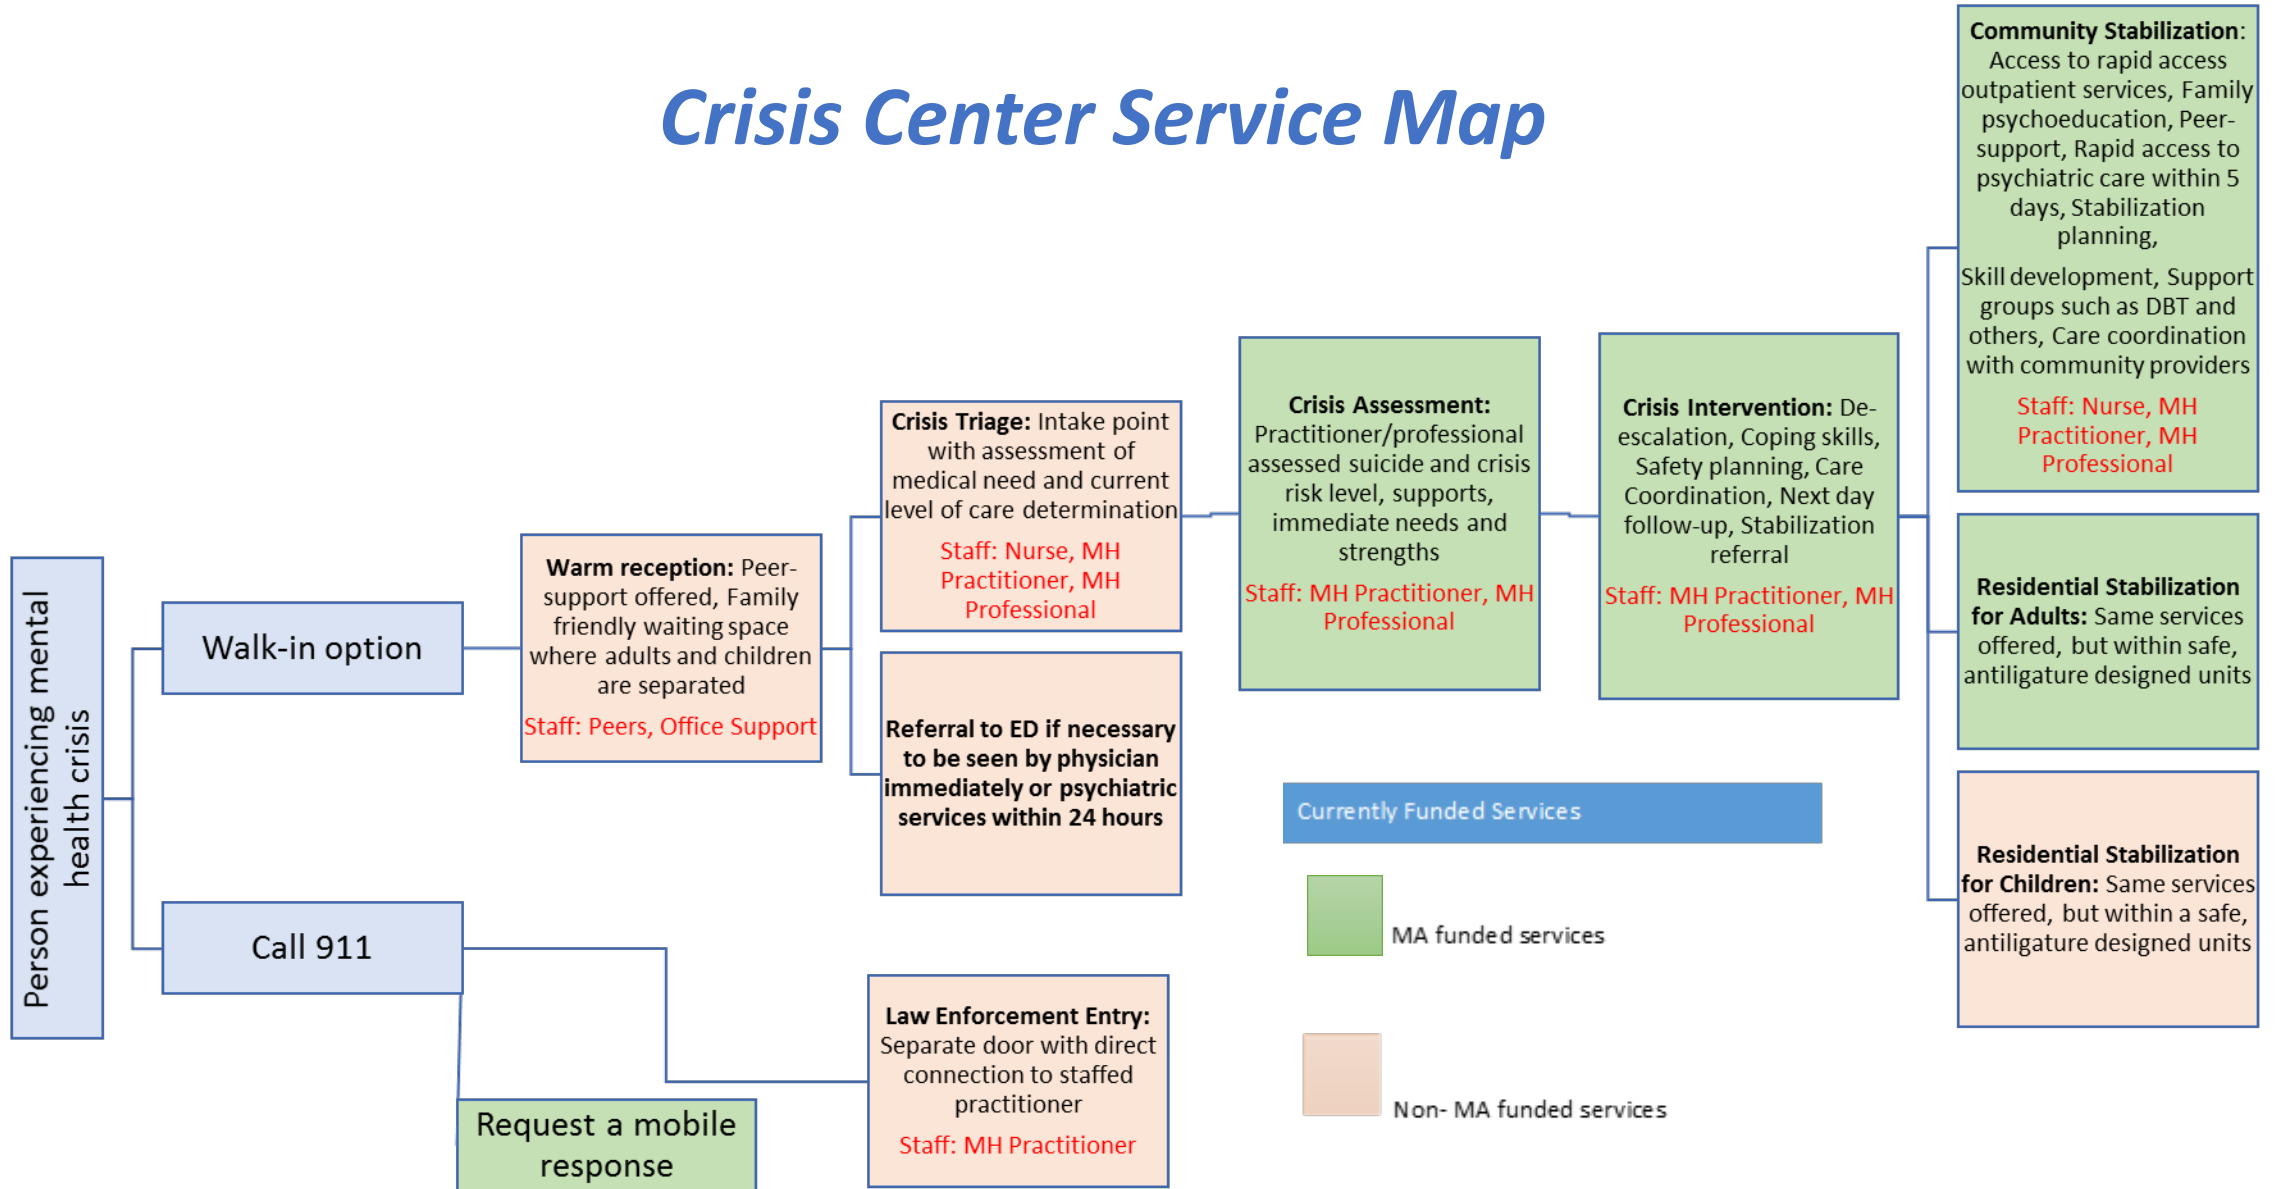 Crisis Center Service Map
Person experiencing mental
health crisis
Walk-in option
Call 911
Request a mobile
response
Warm reception: Peer-
support offered, Family
friendly waiting space
where adults and children
are separated
Staff: Peers, Office Support
Crisis Triage: Intake point
with assessment of
medical need and current
level of care determination
Staff: Nurse, MH
Practitioner, MH
Professional
Referral to ED if necessary
to be seen by physician
immediately or psychiatric
services within 24 hours
Law Enforcement Entry:
Separate door with direct
connection to staffed
practitioner
Staff: MH Practitioner
Crisis Assessment:
Practitioner/professional
assessed suicide and crisis
risk level, supports,
immediate needs and
strengths
Staff: MH Practitioner, MH
Professional
Crisis Intervention: De-
escalation, Coping skills,
Safety planning, Care
Coordination, Next day
follow-up, Stabilization
referral
Staff: MH Practitioner, MH
Professional
Community Stabilization:
Access to rapid access
outpatient services, Family
psychoeducation, Peer-
support, Rapid access to
psychiatric care within 5
days, Stabilization
planning,
Skill development, Support
groups such as DBT and
others, Care coordination
with community providers
Staff: Nurse, MH
Practitioner, MH
Professional
Residential Stabilization
for Adults: Same services
offered, but within safe,
antiligature designed units
Residential Stabilization
for Children: Same services
offered, but within a safe,
antiligature designed units
Currently Funded Services
MA funded services
Non- MA funded services